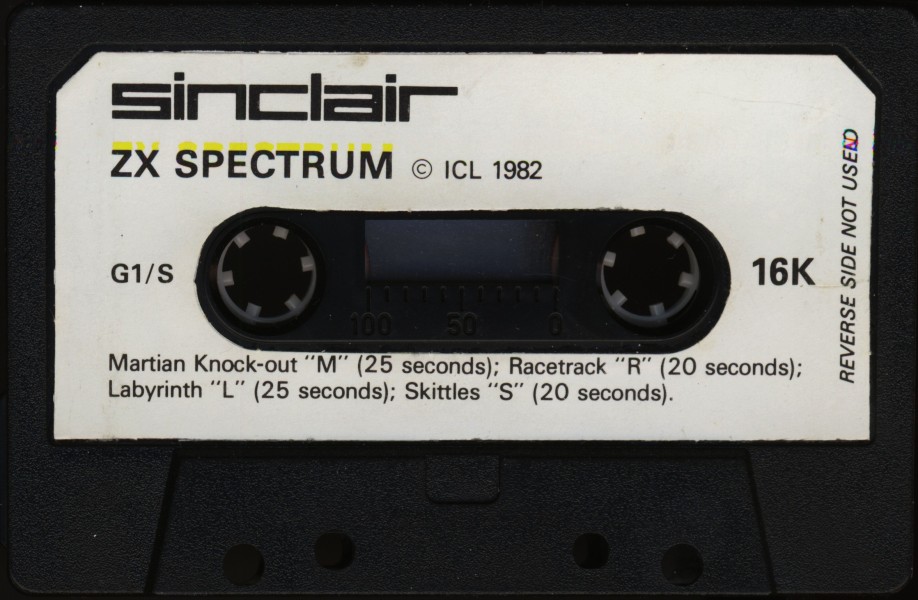 sinclair
ZX SPECTRUM © ICL 1982
G1/S
16K
100 50 0
Martian Knock-out "M" (25 seconds); Racetrack "R" (20 seconds);
Labyrinth "L" (25 seconds); Skittles "S" (20 seconds).
REVERSE SIDE NOT USED